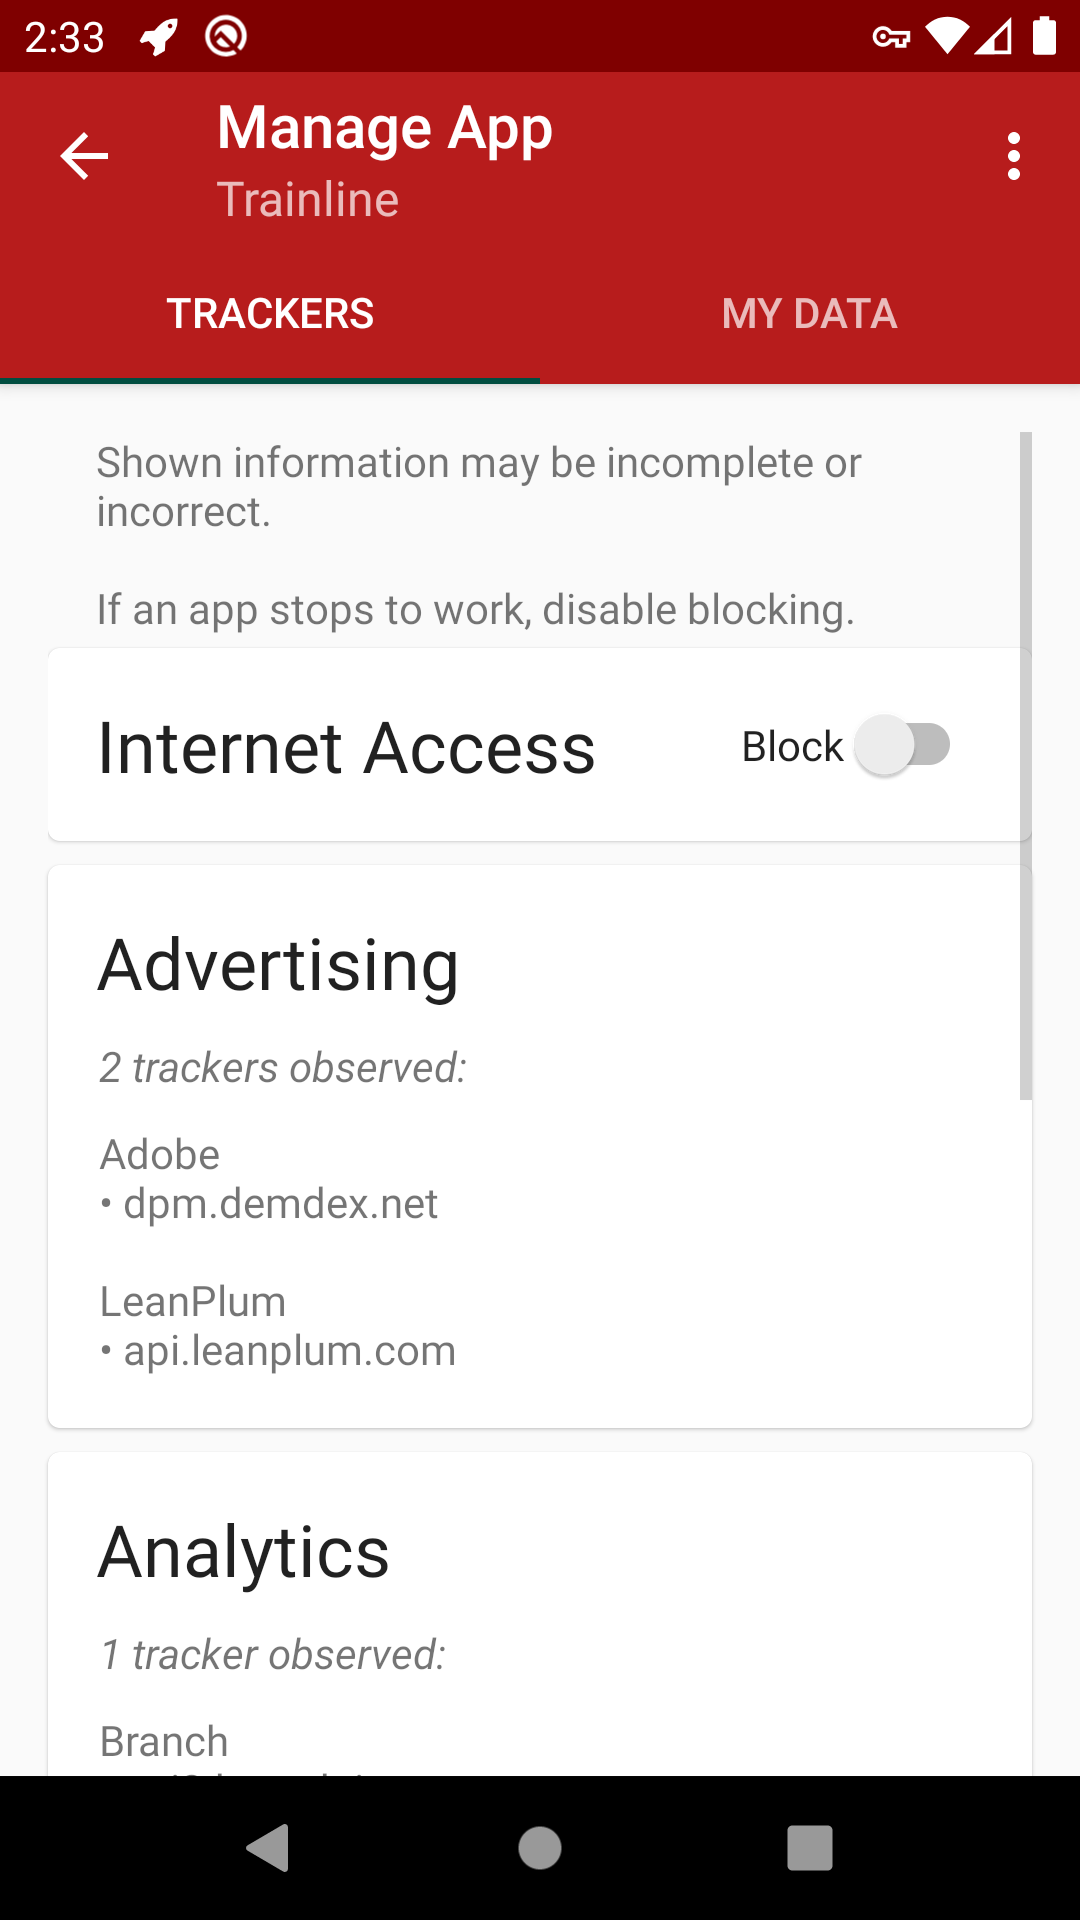 2:33
Manage App
Trainline
TRACKERS
MY DATA
Shown information may be incomplete or
incorrect.
If an app stops to work, disable blocking.
Internet Access
Block
Advertising
2 trackers observed:
Adobe
• dpm.demdex.net
LeanPlum
• api.leanplum.com
Analytics
1 tracker observed:
Branch